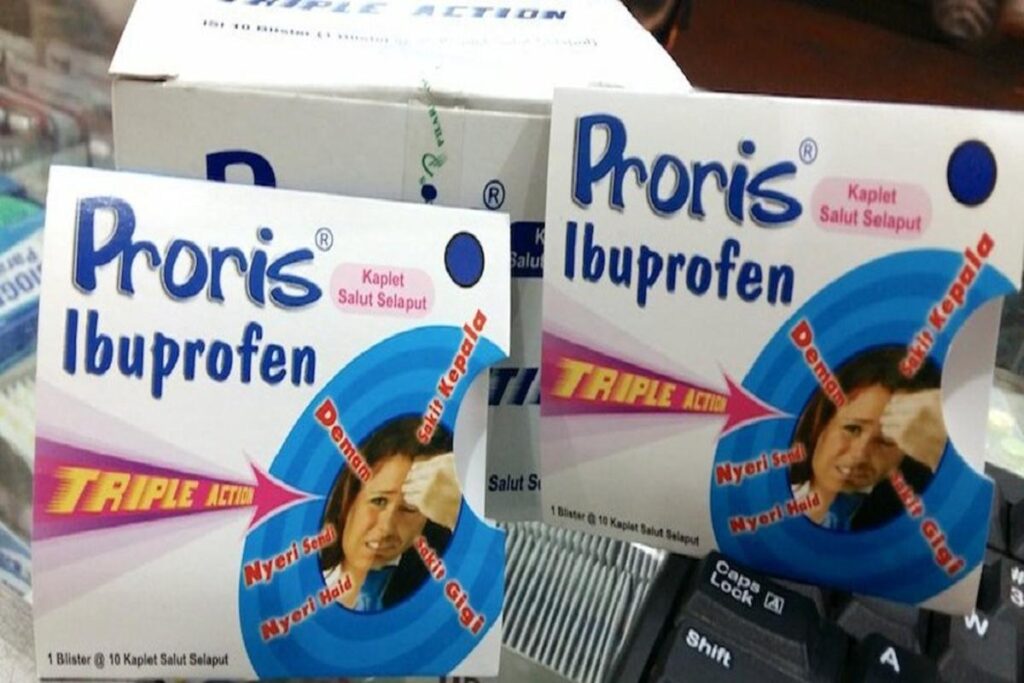 TRIPLE ACTION
Proris®
Ibuprofen
Kaplet
Salut Selaput
TRIPLE ACTION
Demam
Sakit Kepala
Nyeri Sendi
Nyeri Haid
Sakit Gigi
1 Blister @ 10 Kaplet Salut Selaput
®
Salut
Proris®
Ibuprofen
Kaplet
Salut Selaput
TRIPLE ACTION
Demam
Sakit Kepala
Nyeri Sendi
Nyeri Haid
Sakit Gigi
1 Blister @ 10 Kaplet Salut Selaput
Caps
Lock A
Shift
A
W